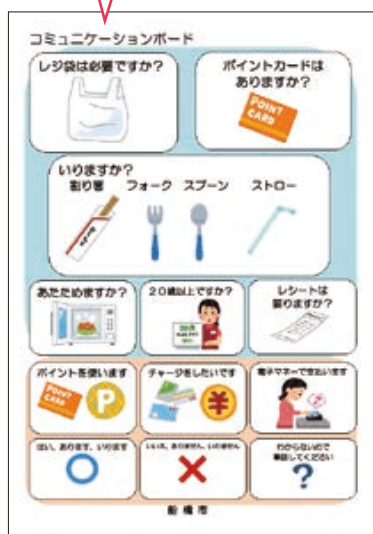 コミュニケーションボード
レジ袋は必要ですか？
ポイントカードは
ありますか？
POINT
CARD
いりますか？
割り箸 フォーク スプーン ストロー
あたためますか？
20歳以上ですか？
レシートは
要りますか？
ポイントを使います
POINT
CARD
P
チャージをしたいです
電子マネーで支払います
はい、あります、いります
いいえ、ありません、いりません
わからないので
筆談してください
?
船橋市